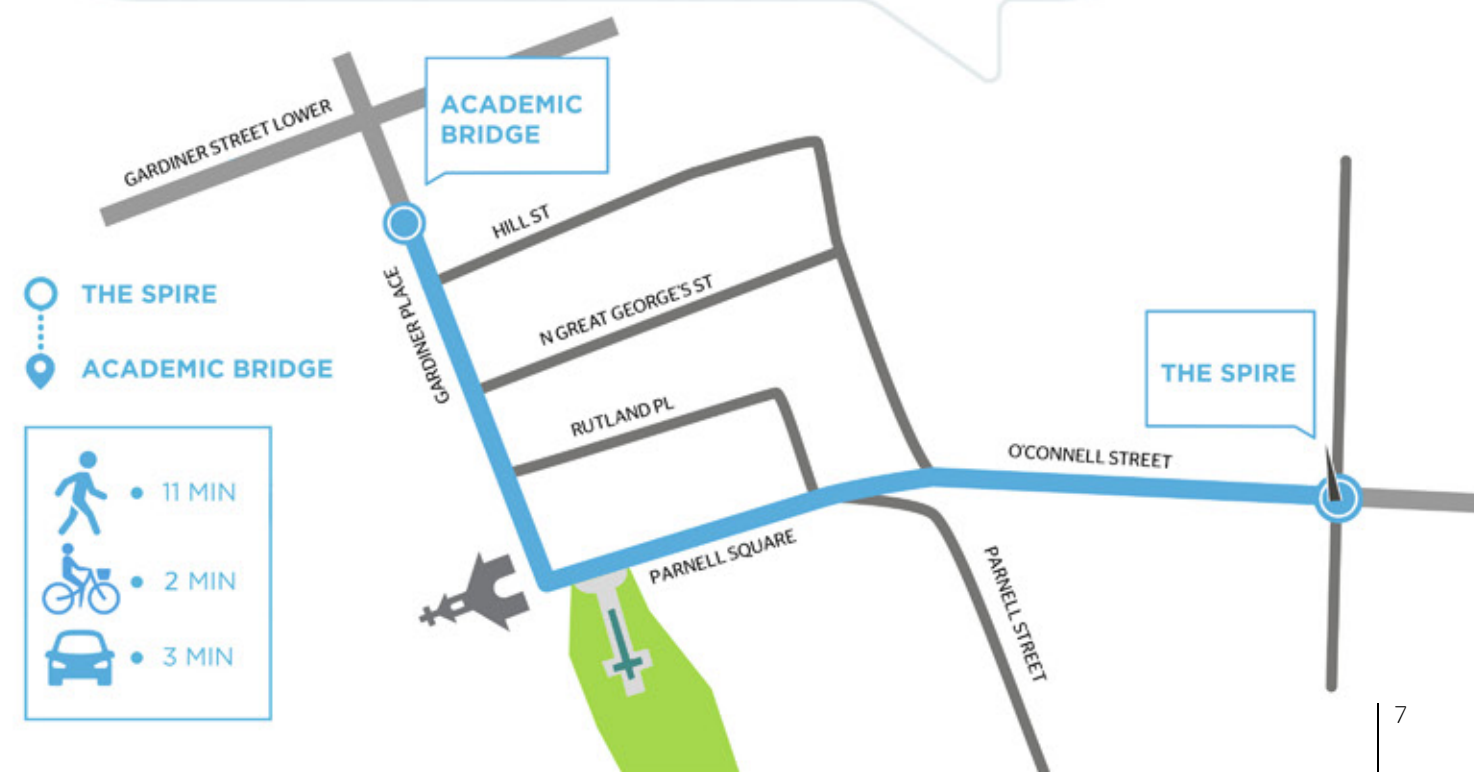 GARDINER STREET LOWER
ACADEMIC
BRIDGE
HILL ST
GARDINER PLACE
N GREAT GEORGE'S ST
RUTLAND PL
THE SPIRE
ACADEMIC BRIDGE
11 MIN
2 MIN
3 MIN
PARNELL SQUARE
PARNELL STREET
O'CONNELL STREET
THE SPIRE
7